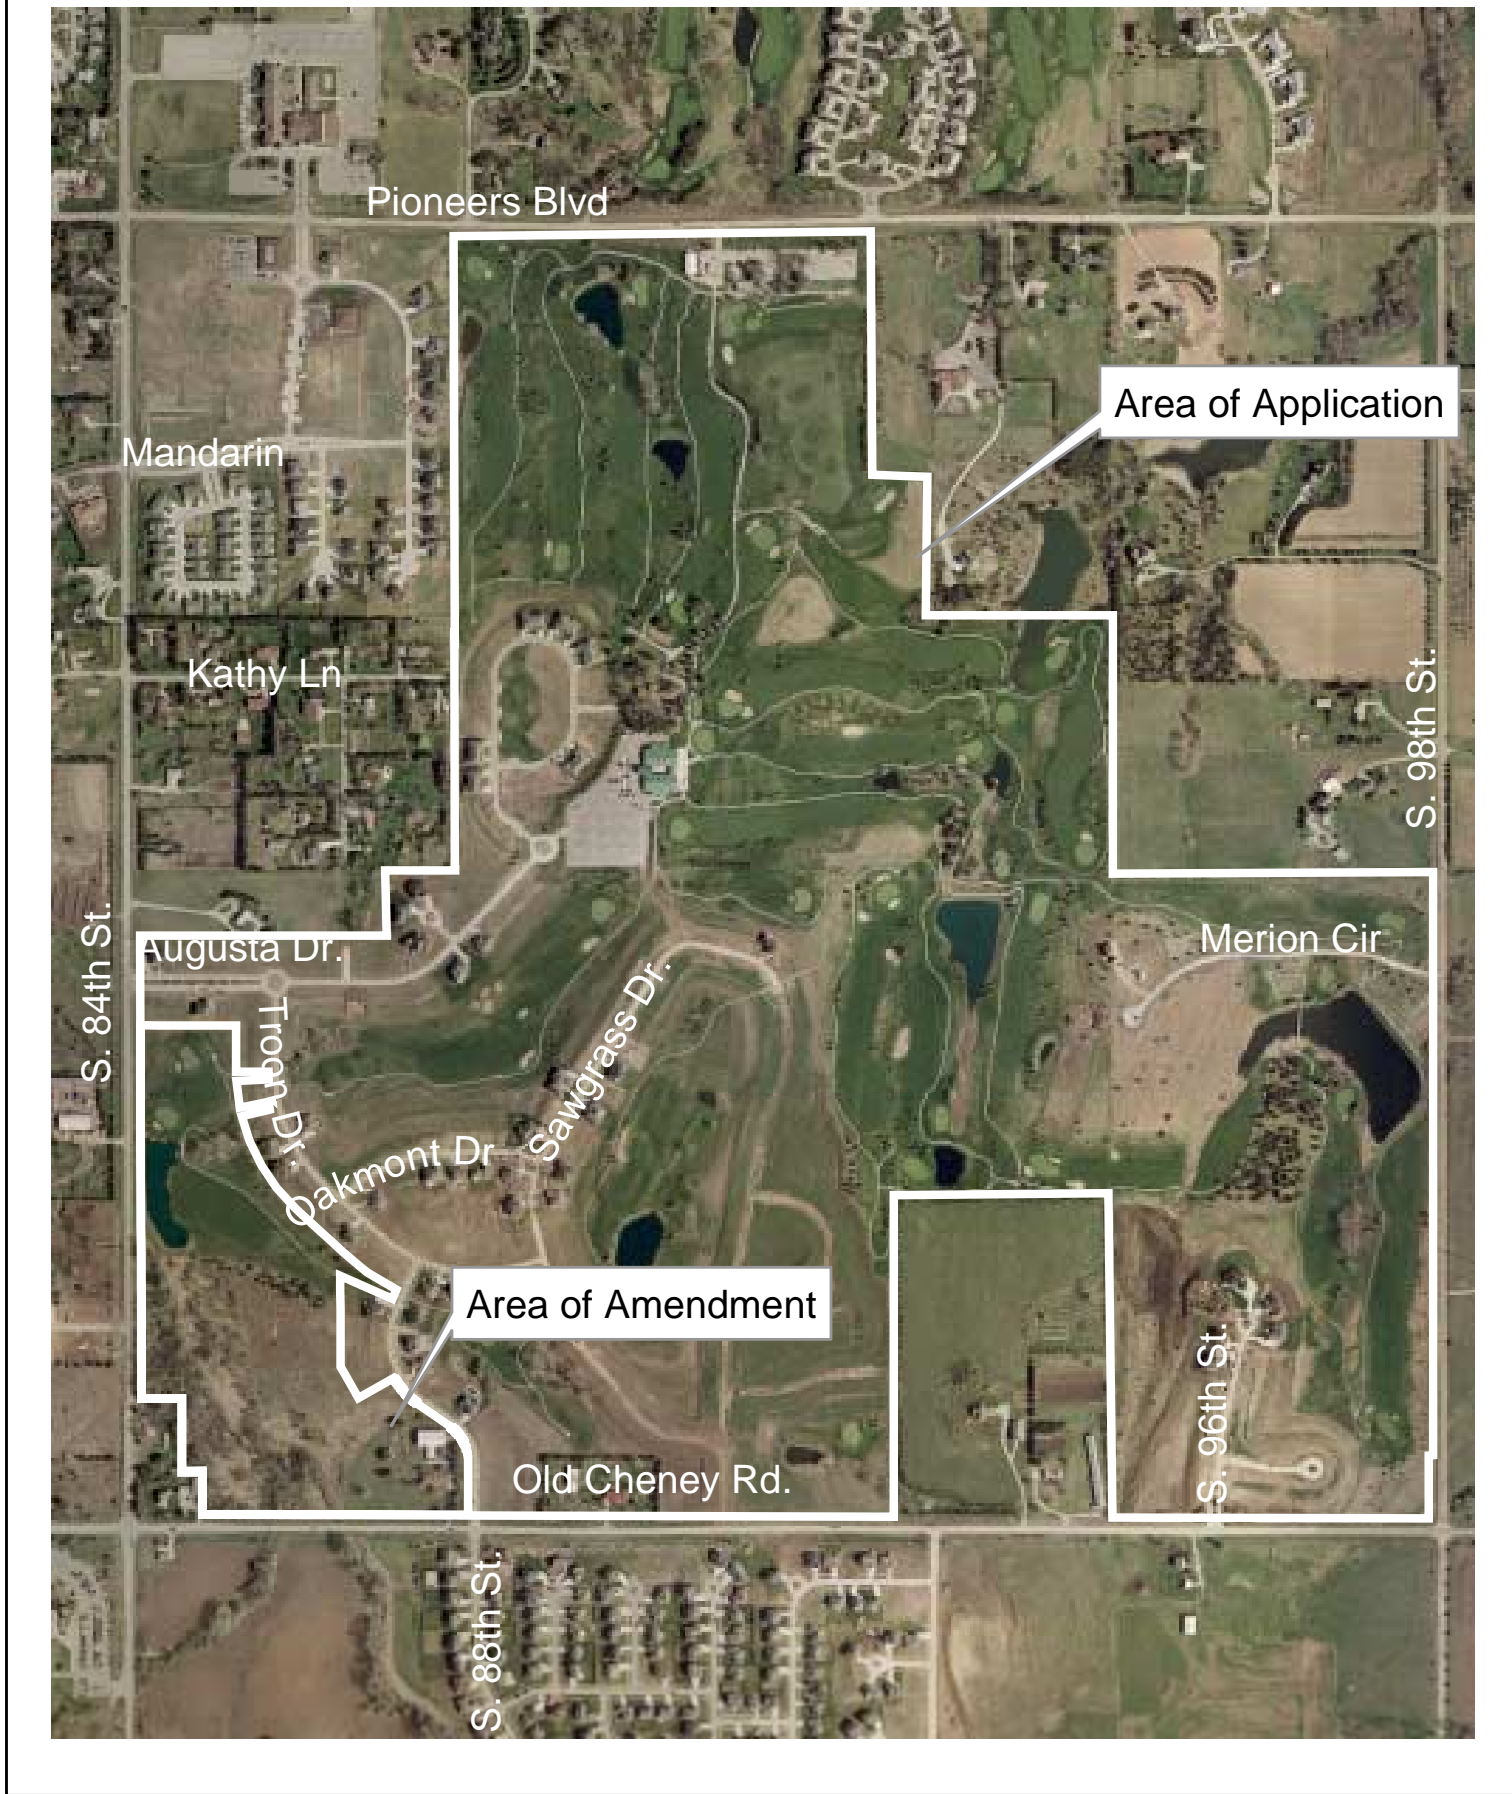 Pioneers Blvd
Area of Application
Mandarin
Kathy Ln
S. 98th St.
S. 84th St.
Augusta Dr.
Merion Cir
Troon Dr.
Sawgrass Dr.
Oakmont Dr
Area of Amendment
S. 96th St.
Old Cheney Rd.
S. 88th St.